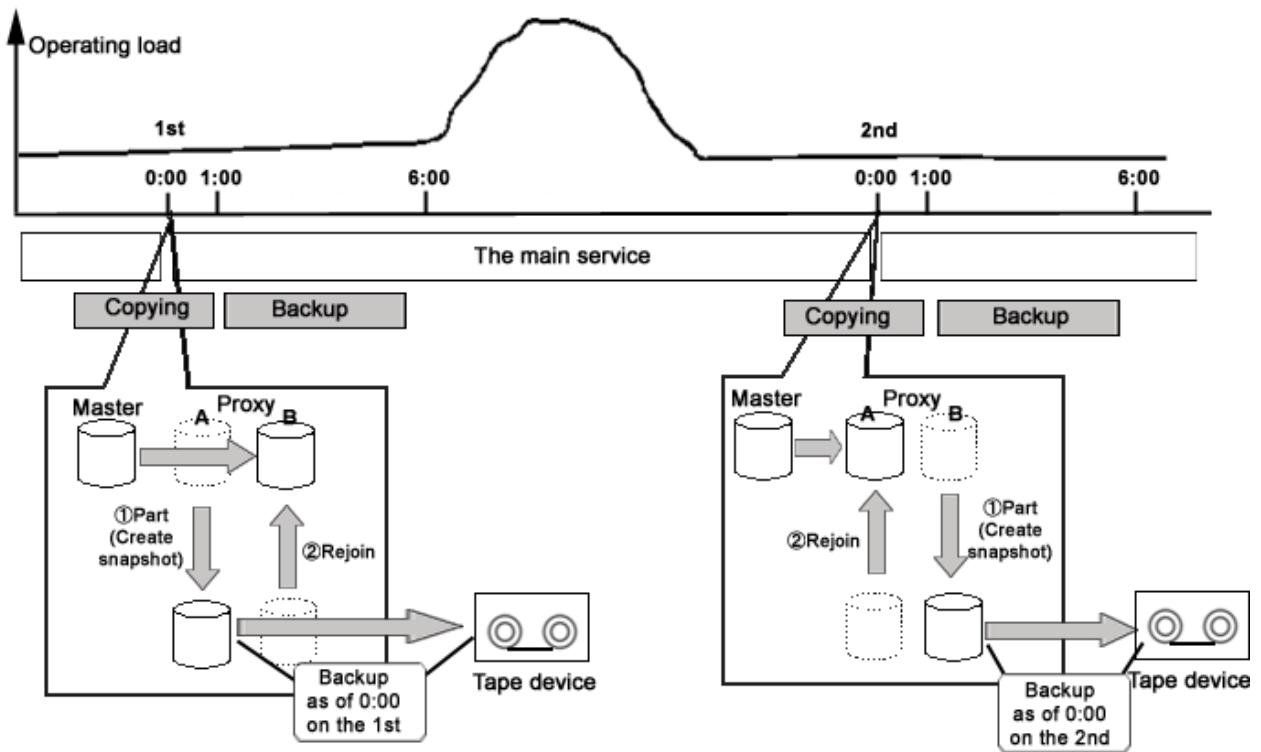 Operating load
1st
2nd
0:00 1:00 6:00 0:00 1:00 6:00
The main service
Copying Backup
Copying Backup
Master Proxy
A B
①Part
(Create
snapshot)
②Rejoin
Backup
as of 0:00
on the 1st
Tape device
Master Proxy
A B
②Rejoin
①Part
(Create
snapshot)
Backup
as of 0:00
on the 2nd
Tape device